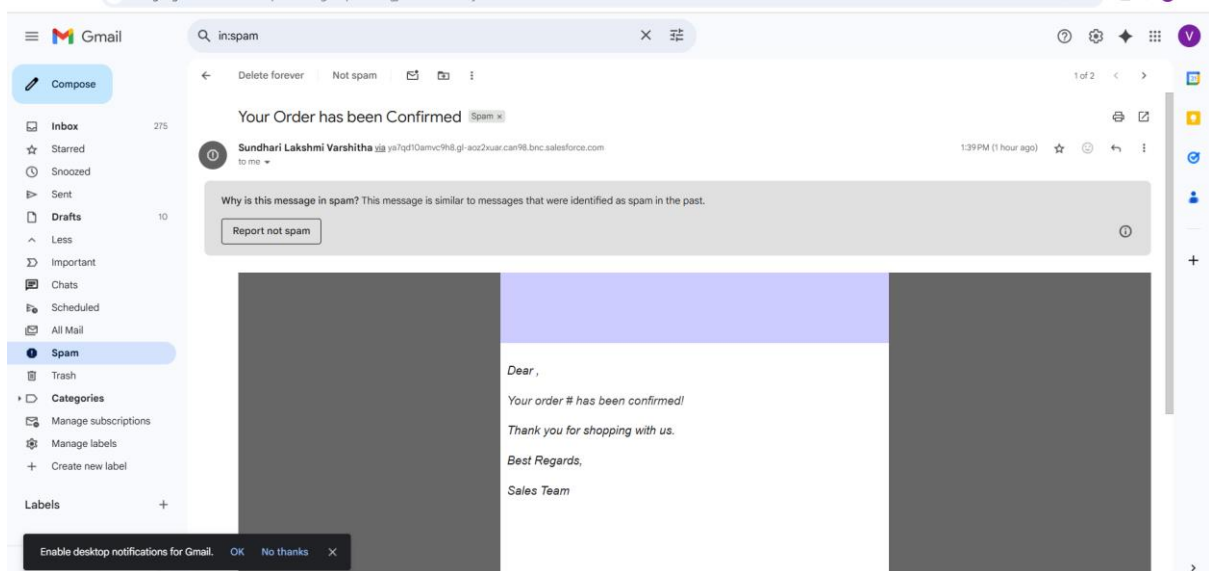 Gmail
in:spam
V
Compose
Delete forever
Not spam
1 of 2
Your Order has been Confirmed
Spam x
Inbox 275
Starred
Snoozed
Sent
Drafts 10
Less
Important
Chats
Scheduled
All Mail
Spam
Trash
Categories
Manage subscriptions
Manage labels
Create new label
Labels
Sundhari Lakshmi Varshitha via ya7qd10amvc9h8.gl-aoz2xuar.can98.bnc.salesforce.com
1:39 PM (1 hour ago)
to me
Why is this message in spam? This message is similar to messages that were identified as spam in the past.
Report not spam
Dear ,
Your order # has been confirmed!
Thank you for shopping with us.
Best Regards,
Sales Team
Enable desktop notifications for Gmail. OK No thanks